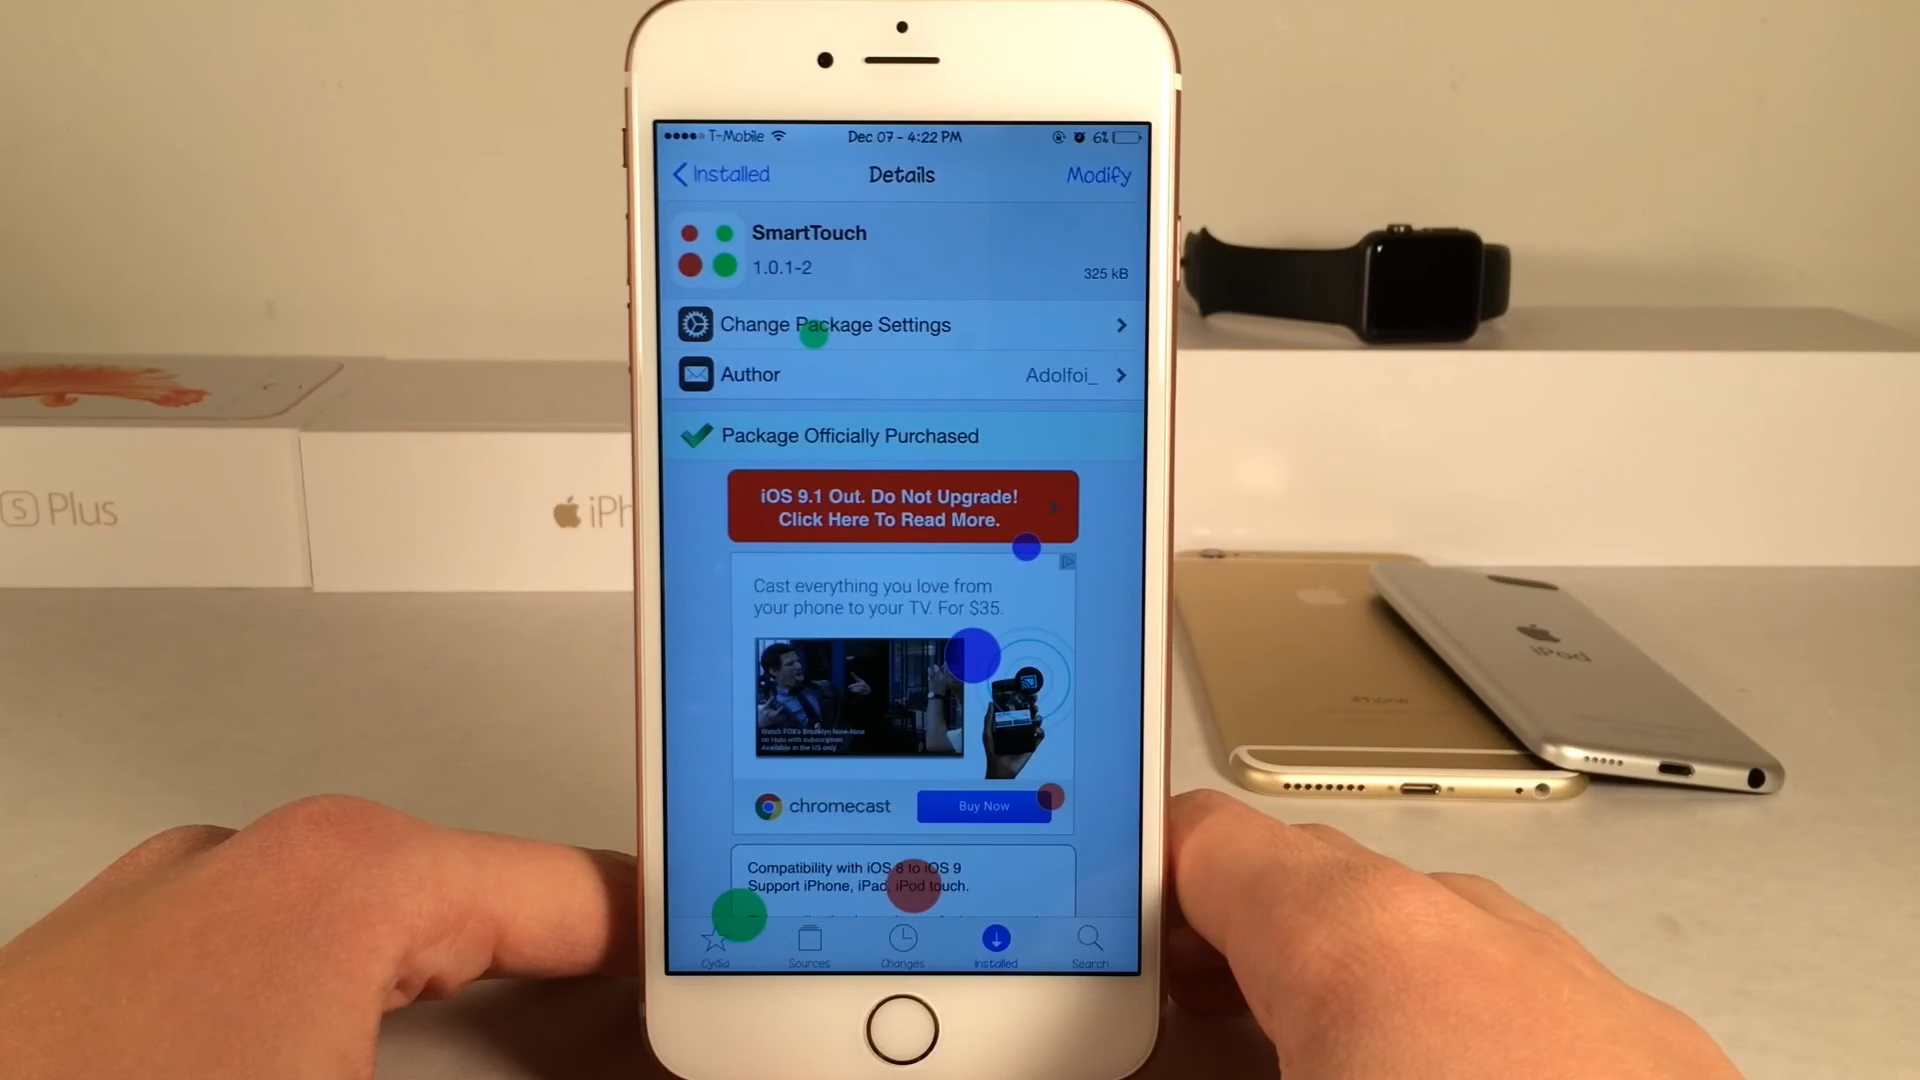 T-Mobile
Dec 07 - 4:22 PM
6%
Installed
Details
Modify
SmartTouch
1.0.1-2
325 kB
Change Package Settings
Author
Adolfoi_
Package Officially Purchased
iOS 9.1 Out. Do Not Upgrade!
Click Here To Read More.
Cast everything you love from
your phone to your TV. For $35.
Watch FOX's Brooklyn Nine-Nine
on Hulu with subscription.
Available in the US only
chromecast
Buy Now
Compatibility with iOS 8 to iOS 9
Support iPhone, iPad, iPod touch.
Cydia
Sources
Changes
Installed
Search
S Plus
iPh
iPhone
iPod